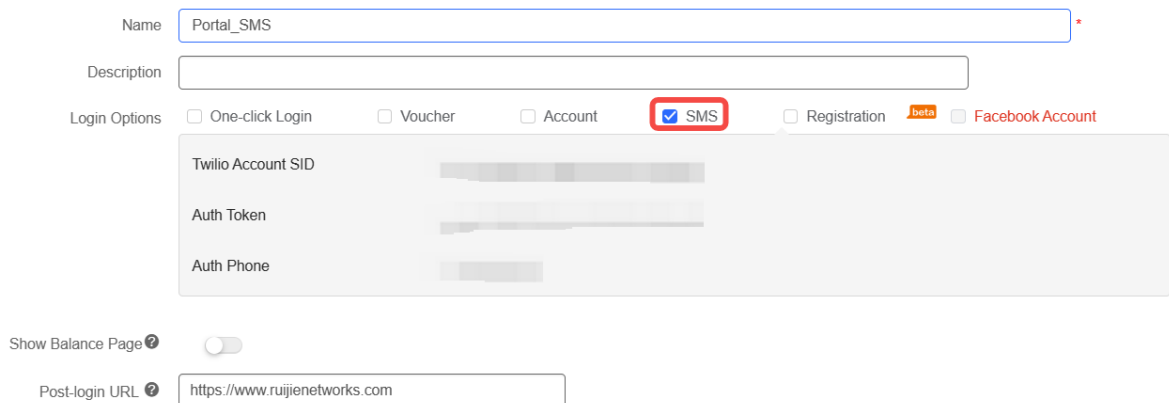 Name Portal_SMS *
Description
Login Options One-click Login Voucher Account SMS Registration beta Facebook Account
Twilio Account SID
Auth Token
Auth Phone
Show Balance Page ?
Post-login URL ? https://www.ruijienetworks.com